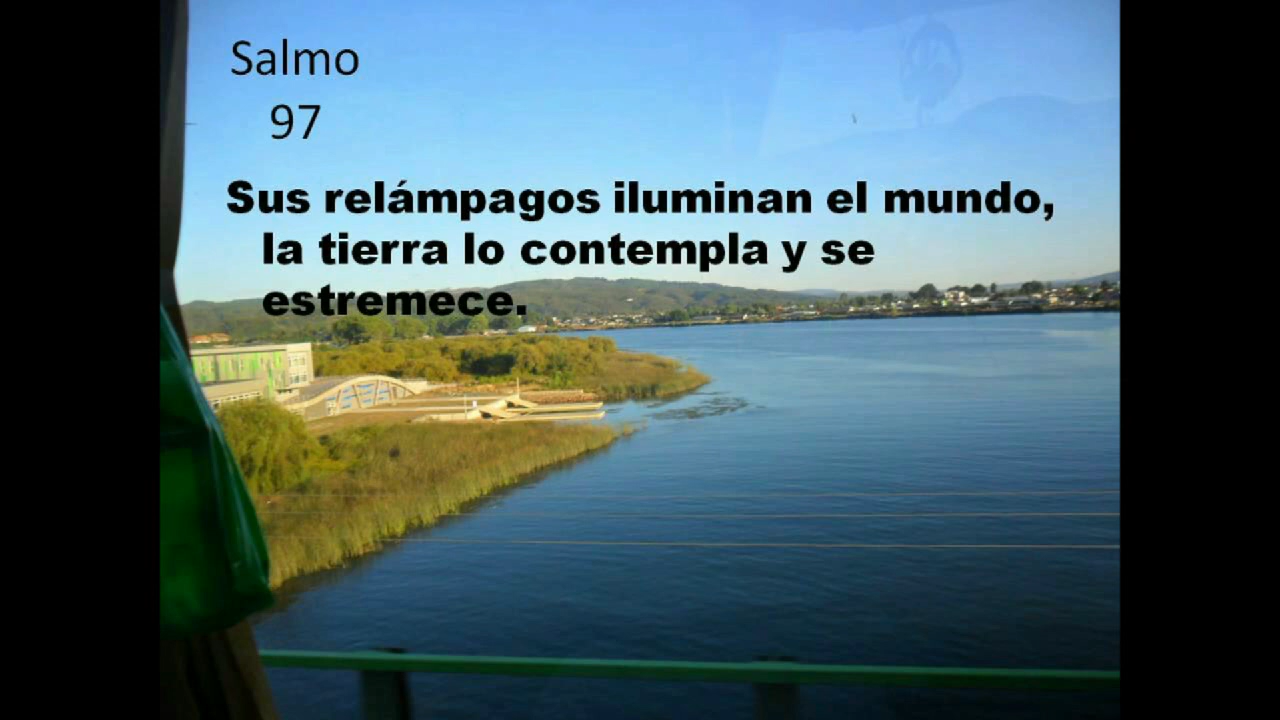 Salmo
97
Sus relámpagos iluminan el mundo,
la tierra lo contempla y se
estremece.